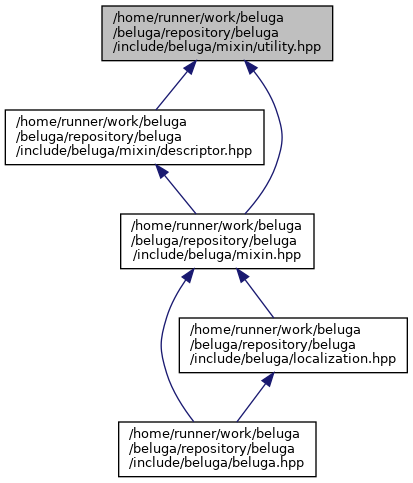 /home/runner/work/beluga
/beluga/repository/beluga
/include/beluga/mixin/utility.hpp
/home/runner/work/beluga
/beluga/repository/beluga
/include/beluga/mixin/descriptor.hpp
/home/runner/work/beluga
/beluga/repository/beluga
/include/beluga/mixin.hpp
/home/runner/work/beluga
/beluga/repository/beluga
/include/beluga/localization.hpp
/home/runner/work/beluga
/beluga/repository/beluga
/include/beluga/beluga.hpp